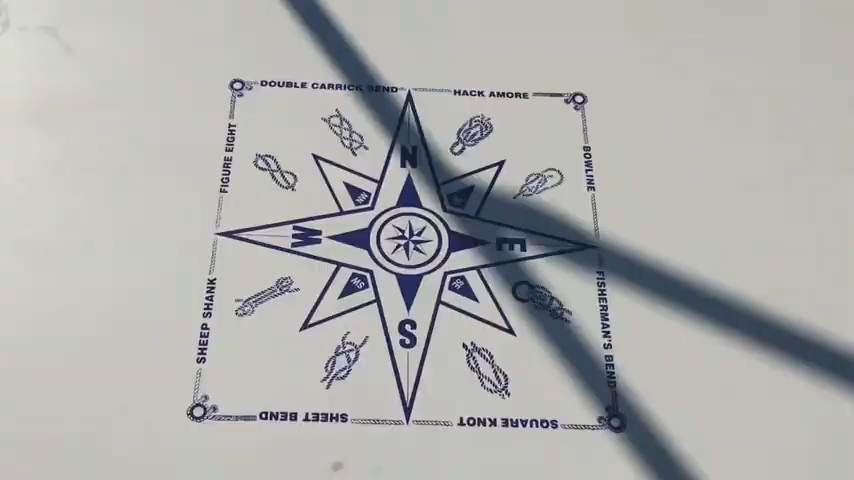 DOUBLE CARRICK BEND
HACK AMORE
FIGURE EIGHT
BOWLINE
N
NW
W
E
SW
SE
S
SHEEP SHANK
FISHERMAN'S BEND
SHEET BEND
SQUARE KNOT